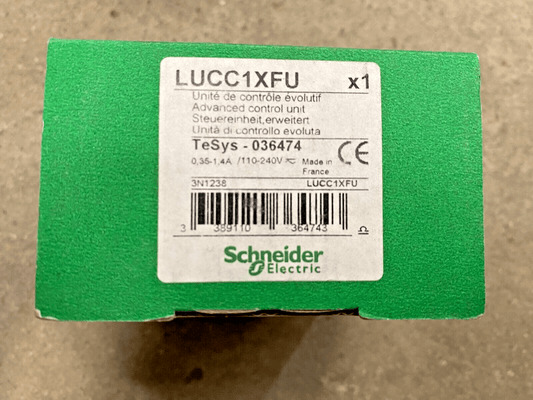 LUCC1XFU x1
Unité de contrôle évolutif
Advanced control unit
Steuereinheit,erweitert
Unità di controllo evoluta
TeSys - 036474
0,35-1,4A /110-240V Made in France CE
3N1238 LUCC1XFU
3 389110 364743
Schneider
Electric